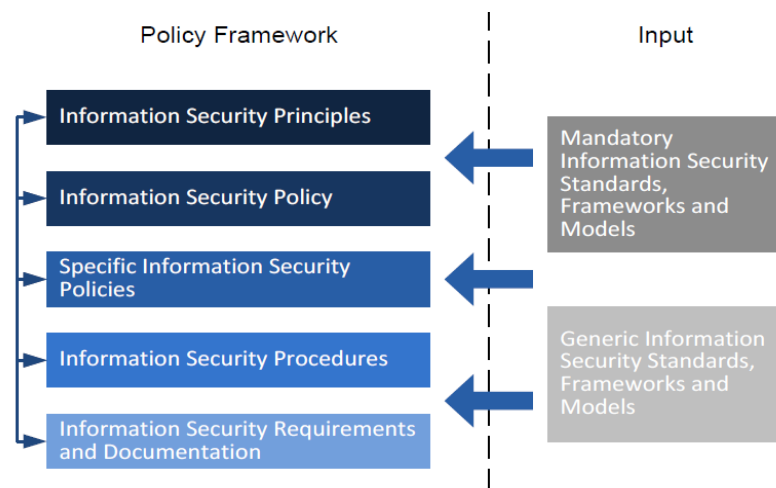 Policy Framework
Input
Information Security Principles
Information Security Policy
Specific Information Security
Policies
Information Security Procedures
Information Security Requirements
and Documentation
Mandatory
Information Security
Standards,
Frameworks and
Models
Generic Information
Security Standards,
Frameworks and
Models